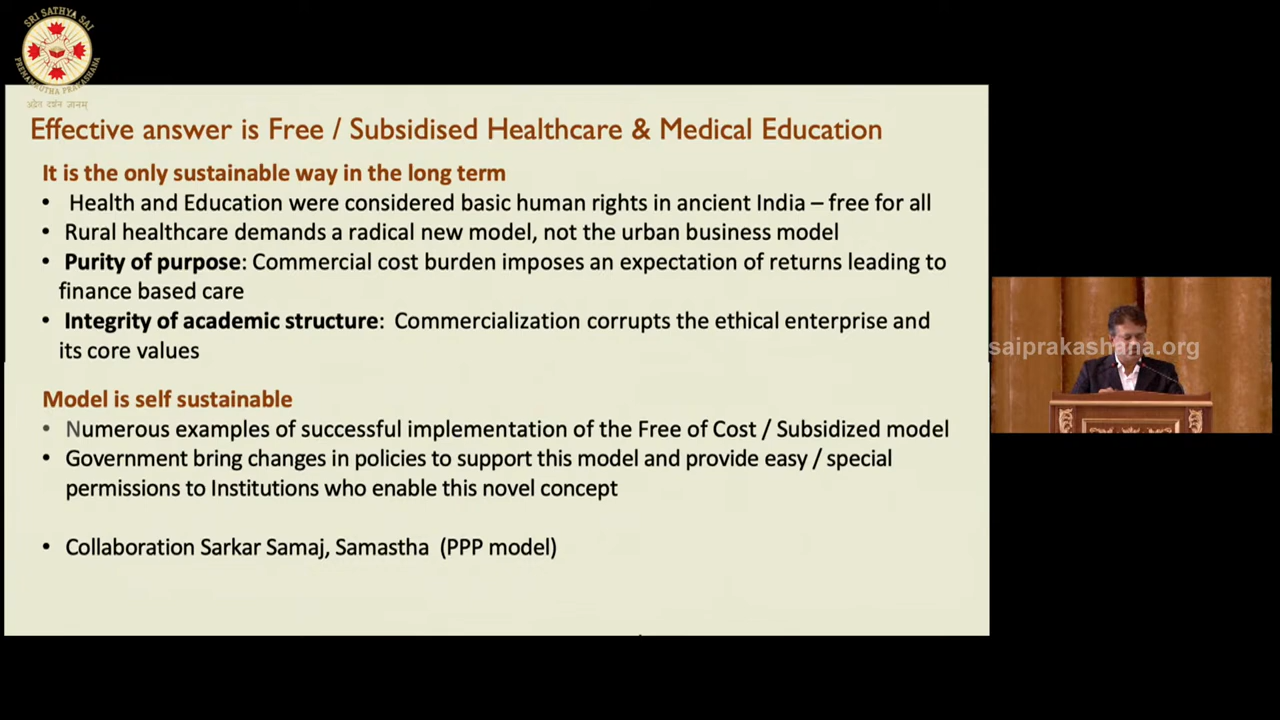 SRI SATHYA SAI
PREMAMRUTHA PRAKASHANA
अद्वैत दर्शनं ज्ञानम्
Effective answer is Free / Subsidised Healthcare & Medical Education
It is the only sustainable way in the long term
• Health and Education were considered basic human rights in ancient India – free for all
• Rural healthcare demands a radical new model, not the urban business model
• Purity of purpose: Commercial cost burden imposes an expectation of returns leading to
finance based care
• Integrity of academic structure: Commercialization corrupts the ethical enterprise and
its core values
Model is self sustainable
• Numerous examples of successful implementation of the Free of Cost / Subsidized model
• Government bring changes in policies to support this model and provide easy / special
permissions to Institutions who enable this novel concept
• Collaboration Sarkar Samaj, Samastha (PPP model)
saiprakashana.org